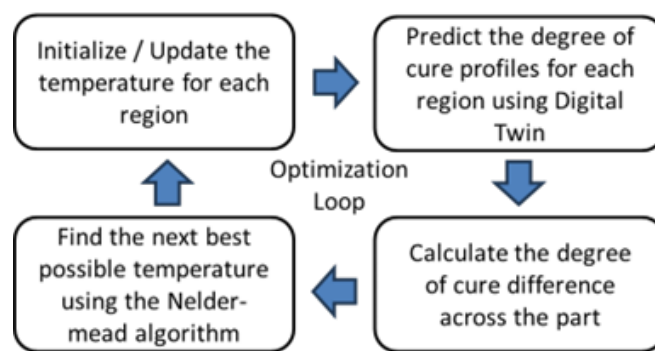 Initialize / Update the
temperature for each
region
Predict the degree of
cure profiles for each
region using Digital
Twin
Optimization
Loop
Find the next best
possible temperature
using the Nelder-
mead algorithm
Calculate the degree
of cure difference
across the part